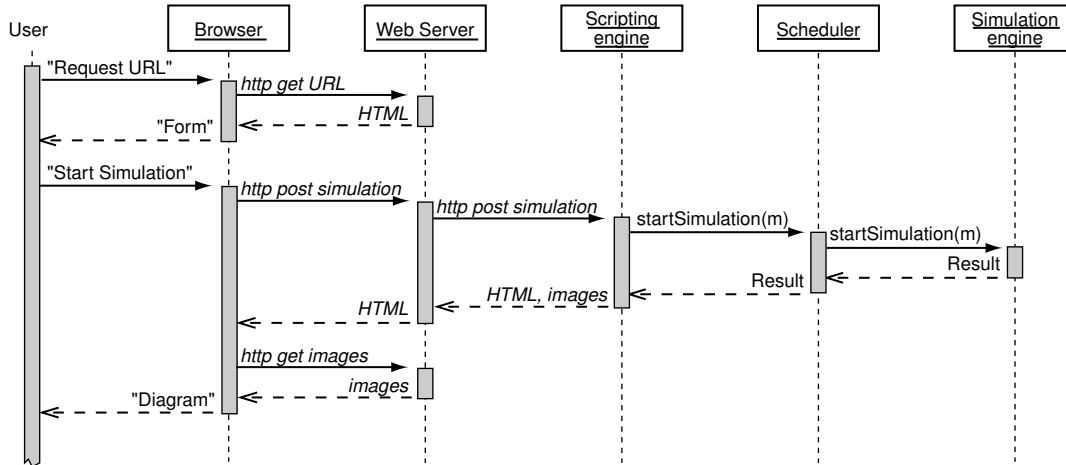 User
Browser
Web Server
Scripting
engine
Scheduler
Simulation
engine
"Request URL"
http get URL
HTML
"Form"
"Start Simulation"
http post simulation
http post simulation
startSimulation(m)
startSimulation(m)
Result
Result
HTML, images
HTML
http get images
images
"Diagram"